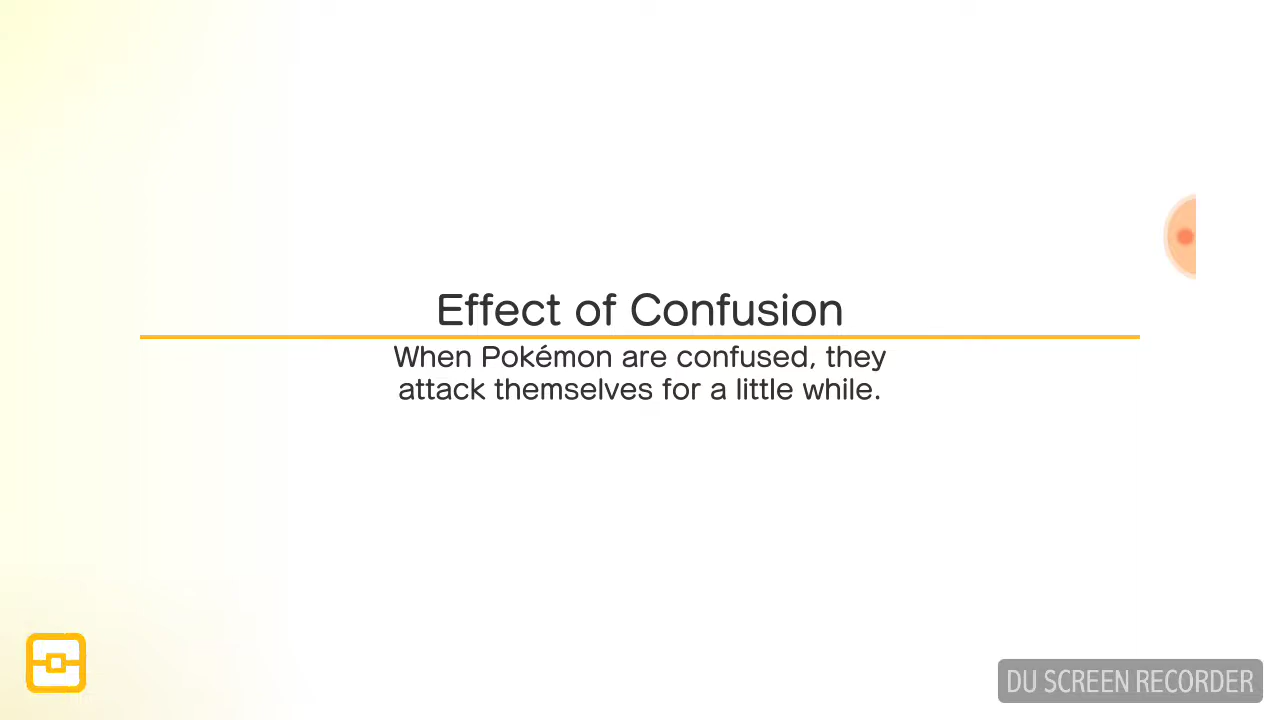 Effect of Confusion
When Pokémon are confused, they
attack themselves for a little while.
DU SCREEN RECORDER